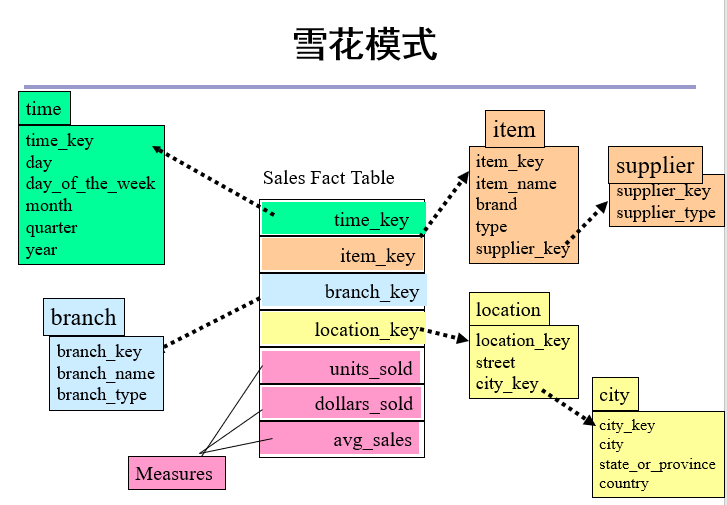 雪花模式
time
time_key
day
day_of_the_week
month
quarter
year
Sales Fact Table
time_key
item_key
branch_key
location_key
units_sold
dollars_sold
avg_sales
Measures
branch
branch_key
branch_name
branch_type
item
item_key
item_name
brand
type
supplier_key
supplier
supplier_key
supplier_type
location
location_key
street
city_key
city
city_key
city
state_or_province
country